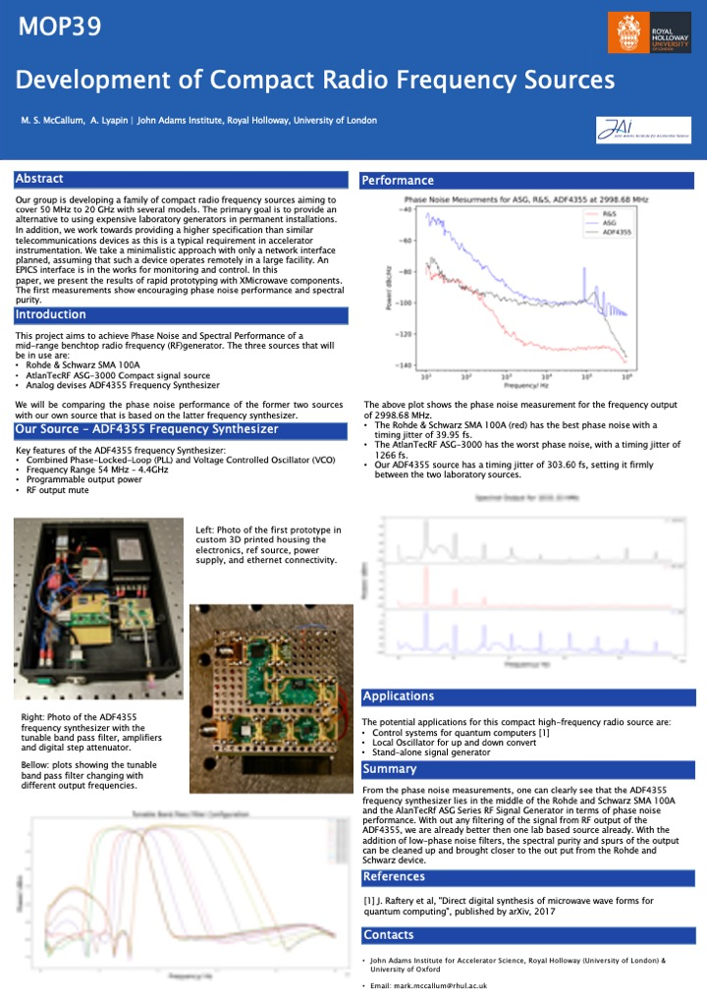 MOP39
ROYAL
HOLLOWAY
UNIVERSITY
OF LONDON
Development of Compact Radio Frequency Sources
M. S. McCallum, A. Lyapin | John Adams Institute, Royal Holloway, University of London
JAI
John Adams Institute for Accelerator Science
Abstract
Our group is developing a family of compact radio frequency sources aiming to
cover 50 MHz to 20 GHz with several models. The primary goal is to provide an
alternative to using expensive laboratory generators in permanent installations.
In addition, we work towards providing a higher specification than similar
telecommunications devices as this is a typical requirement in accelerator
instrumentation. We take a minimalistic approach with only a network interface
planned, assuming that such a device operates remotely in a large facility. An
EPICS interface is in the works for monitoring and control. In this
paper, we present the results of rapid prototyping with XMicrowave components.
The first measurements show encouraging phase noise performance and spectral
purity.
Introduction
This project aims to achieve Phase Noise and Spectral Performance of a
mid-range benchtop radio frequency (RF)generator. The three sources that will
be in use are:
• Rohde & Schwarz SMA 100A
• AtlanTecRF ASG-3000 Compact signal source
• Analog devises ADF4355 Frequency Synthesizer
We will be comparing the phase noise performance of the former two sources
with our own source that is based on the latter frequency synthesizer.
Our Source – ADF4355 Frequency Synthesizer
Key features of the ADF4355 frequency Synthesizer:
• Combined Phase-Locked-Loop (PLL) and Voltage Controlled Oscillator (VCO)
• Frequency Range 54 MHz – 4.4GHz
• Programmable output power
• RF output mute
Left: Photo of the first prototype in
custom 3D printed housing the
electronics, ref source, power
supply, and ethernet connectivity.
Right: Photo of the ADF4355
frequency synthesizer with the
tunable band pass filter, amplifiers
and digital step attenuator.
Bellow: plots showing the tunable
band pass filter changing with
different output frequencies.
Tunable Band Pass Filter Configuration
Power/ dBm
Frequency/ Hz
Performance
Phase Noise Mesurments for ASG, R&S, ADF4355 at 2998.68 MHz
R&S
ASG
ADF4355
Power/ dBc/Hz
−40
−60
−80
−100
−120
−140
10¹ 10² 10³ 10⁴ 10⁵ 10⁶
Frequency/ Hz
The above plot shows the phase noise measurement for the frequency output
of 2998.68 MHz.
• The Rohde & Schwarz SMA 100A (red) has the best phase noise with a
timing jitter of 39.95 fs.
• The AtlanTecRF ASG-3000 has the worst phase noise, with a timing jitter of
1266 fs.
• Our ADF4355 source has a timing jitter of 303.60 fs, setting it firmly
between the two laboratory sources.
Spectral Output for
Power/ dBm
Frequency/ Hz
Applications
The potential applications for this compact high-frequency radio source are:
• Control systems for quantum computers [1]
• Local Oscillator for up and down convert
• Stand-alone signal generator
Summary
From the phase noise measurements, one can clearly see that the ADF4355
frequency synthesizer lies in the middle of the Rohde and Schwarz SMA 100A
and the AlanTecRf ASG Series RF Signal Generator in terms of phase noise
performance. With out any filtering of the signal from RF output of the
ADF4355, we are already better then one lab based source already. With the
addition of low-phase noise filters, the spectral purity and spurs of the output
can be cleaned up and brought closer to the out put from the Rohde and
Schwarz device.
References
[1] J. Raftery et al, "Direct digital synthesis of microwave wave forms for
quantum computing", published by arXiv, 2017
Contacts
• John Adams Institute for Accelerator Science, Royal Holloway (University of London) &
University of Oxford
• Email: mark.mccallum@rhul.ac.uk